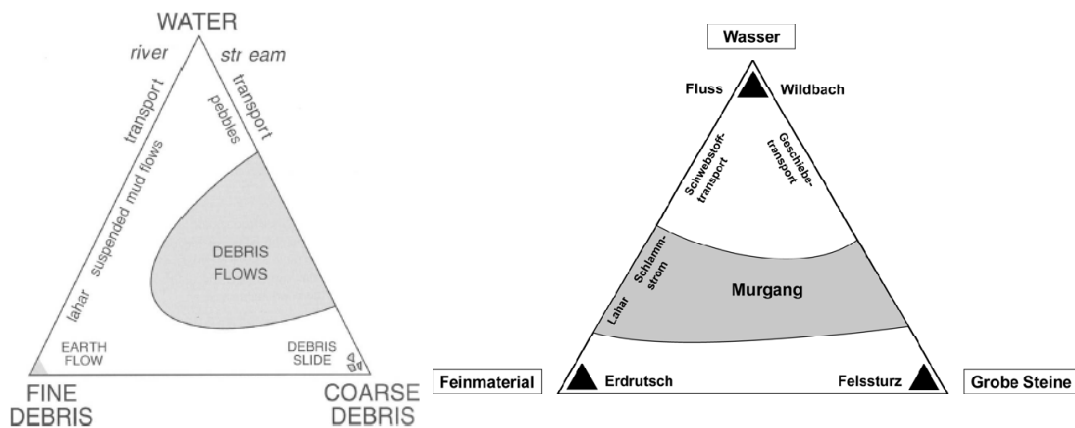 WATER
river str eam
transport
transport
pebbles
suspended mud flows
lahar
DEBRIS
FLOWS
EARTH
FLOW
DEBRIS
SLIDE
FINE
DEBRIS
COARSE
DEBRIS
Wasser
Fluss Wildbach
Schwebstoff-
transport
Geschiebe-
transport
Schlamm-
strom
Lahar
Murgang
Feinmaterial
Erdrutsch
Felssturz
Grobe Steine